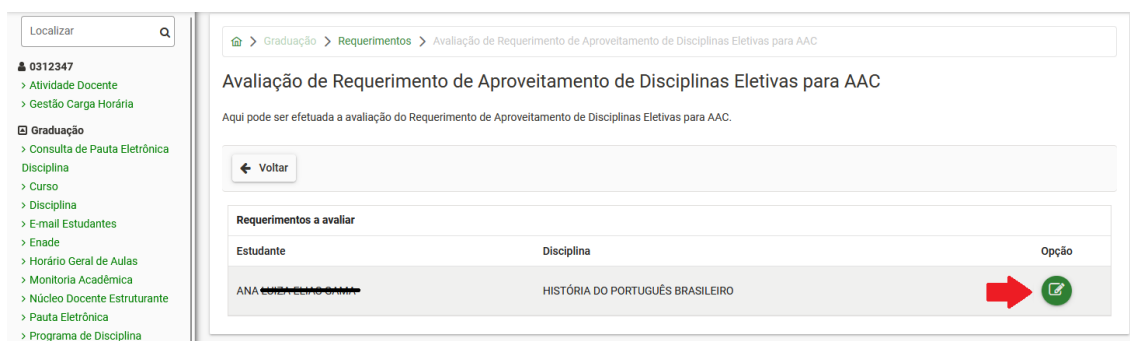 Localizar
0312347
> Atividade Docente
> Gestão Carga Horária
Graduação
> Consulta de Pauta Eletrônica
Disciplina
> Curso
> Disciplina
> E-mail Estudantes
> Enade
> Horário Geral de Aulas
> Monitoria Acadêmica
> Núcleo Docente Estruturante
> Pauta Eletrônica
> Programa de Disciplina
> Graduação > Requerimentos > Avaliação de Requerimento de Aproveitamento de Disciplinas Eletivas para AAC
Avaliação de Requerimento de Aproveitamento de Disciplinas Eletivas para AAC
Aqui pode ser efetuada a avaliação do Requerimento de Aproveitamento de Disciplinas Eletivas para AAC.
Voltar
Requerimentos a avaliar
Estudante Disciplina Opção
ANA HISTÓRIA DO PORTUGUÊS BRASILEIRO